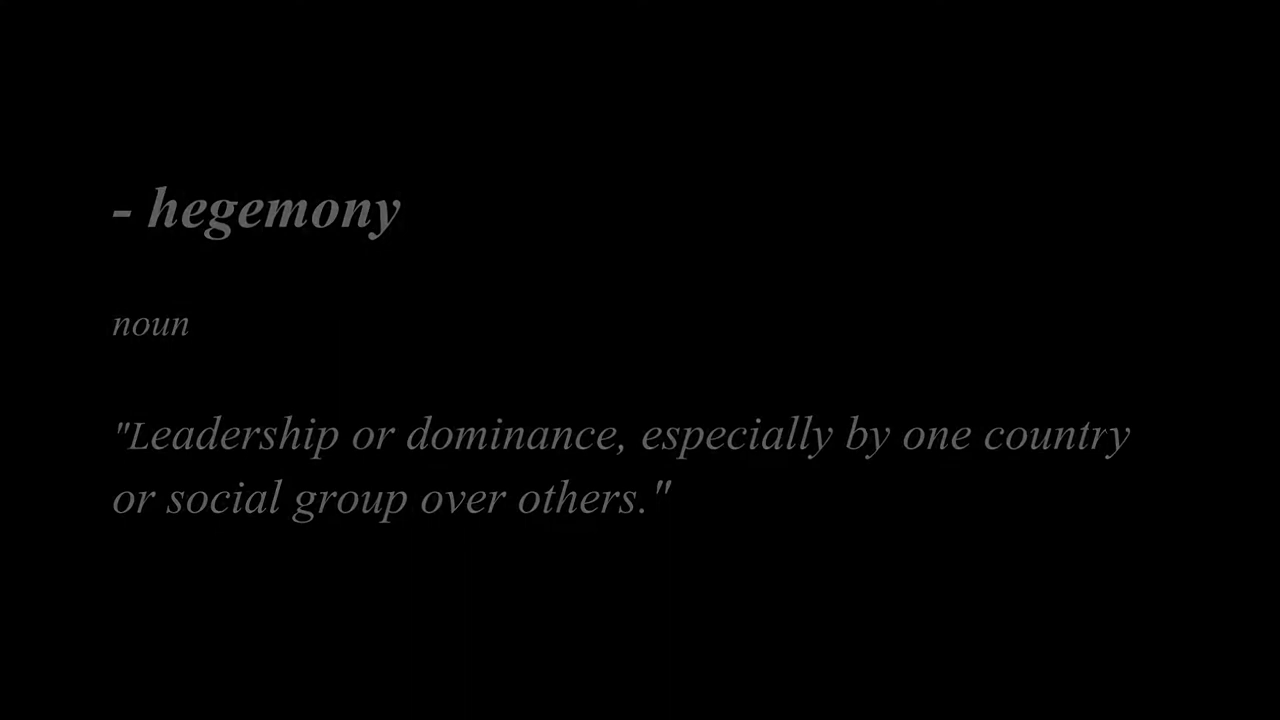 - hegemony
noun
"Leadership or dominance, especially by one country
or social group over others."